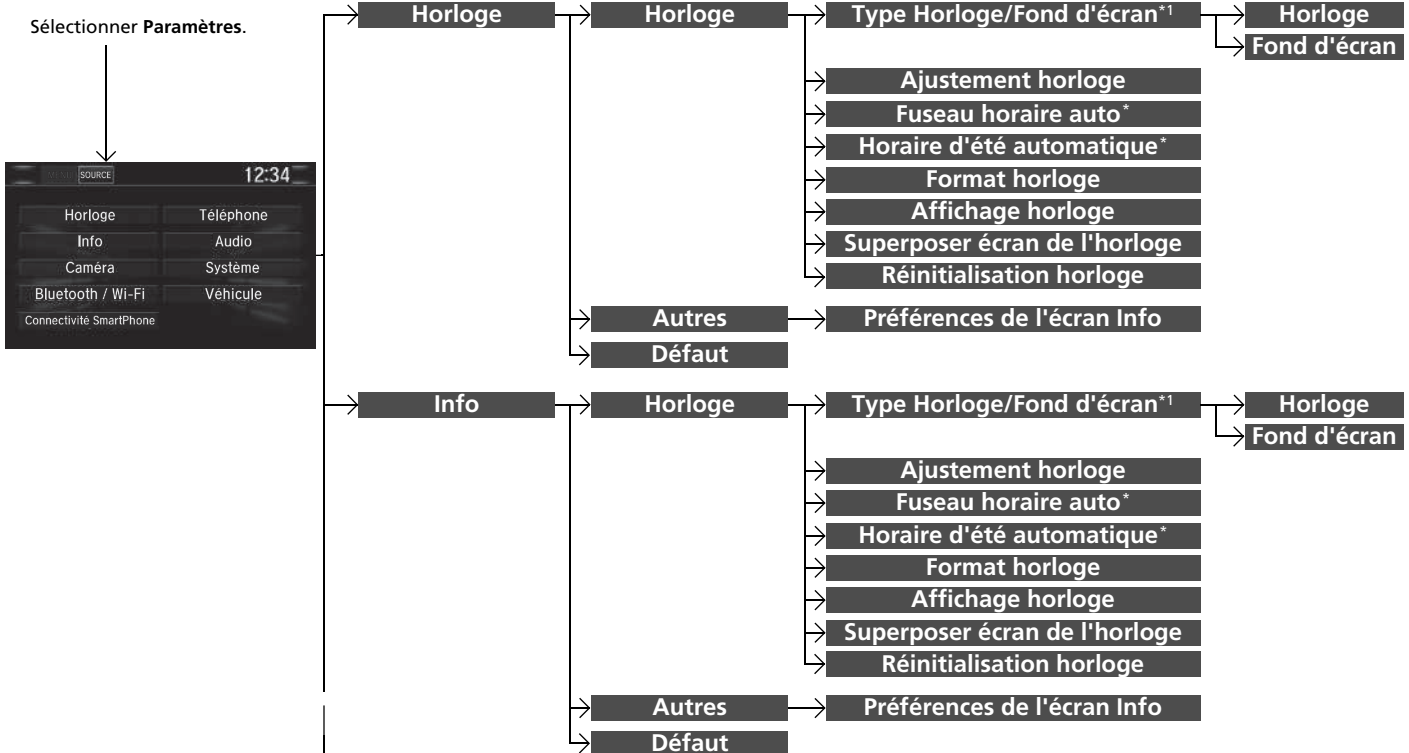 Sélectionner Paramètres.
MENU SOURCE 12:34
Horloge Téléphone
Info Audio
Caméra Système
Bluetooth / Wi-Fi Véhicule
Connectivité SmartPhone
Horloge
Horloge
Type Horloge/Fond d'écran*1
Horloge
Fond d'écran
Ajustement horloge
Fuseau horaire auto*
Horaire d'été automatique*
Format horloge
Affichage horloge
Superposer écran de l'horloge
Réinitialisation horloge
Autres
Préférences de l'écran Info
Défaut
Info
Horloge
Type Horloge/Fond d'écran*1
Horloge
Fond d'écran
Ajustement horloge
Fuseau horaire auto*
Horaire d'été automatique*
Format horloge
Affichage horloge
Superposer écran de l'horloge
Réinitialisation horloge
Autres
Préférences de l'écran Info
Défaut